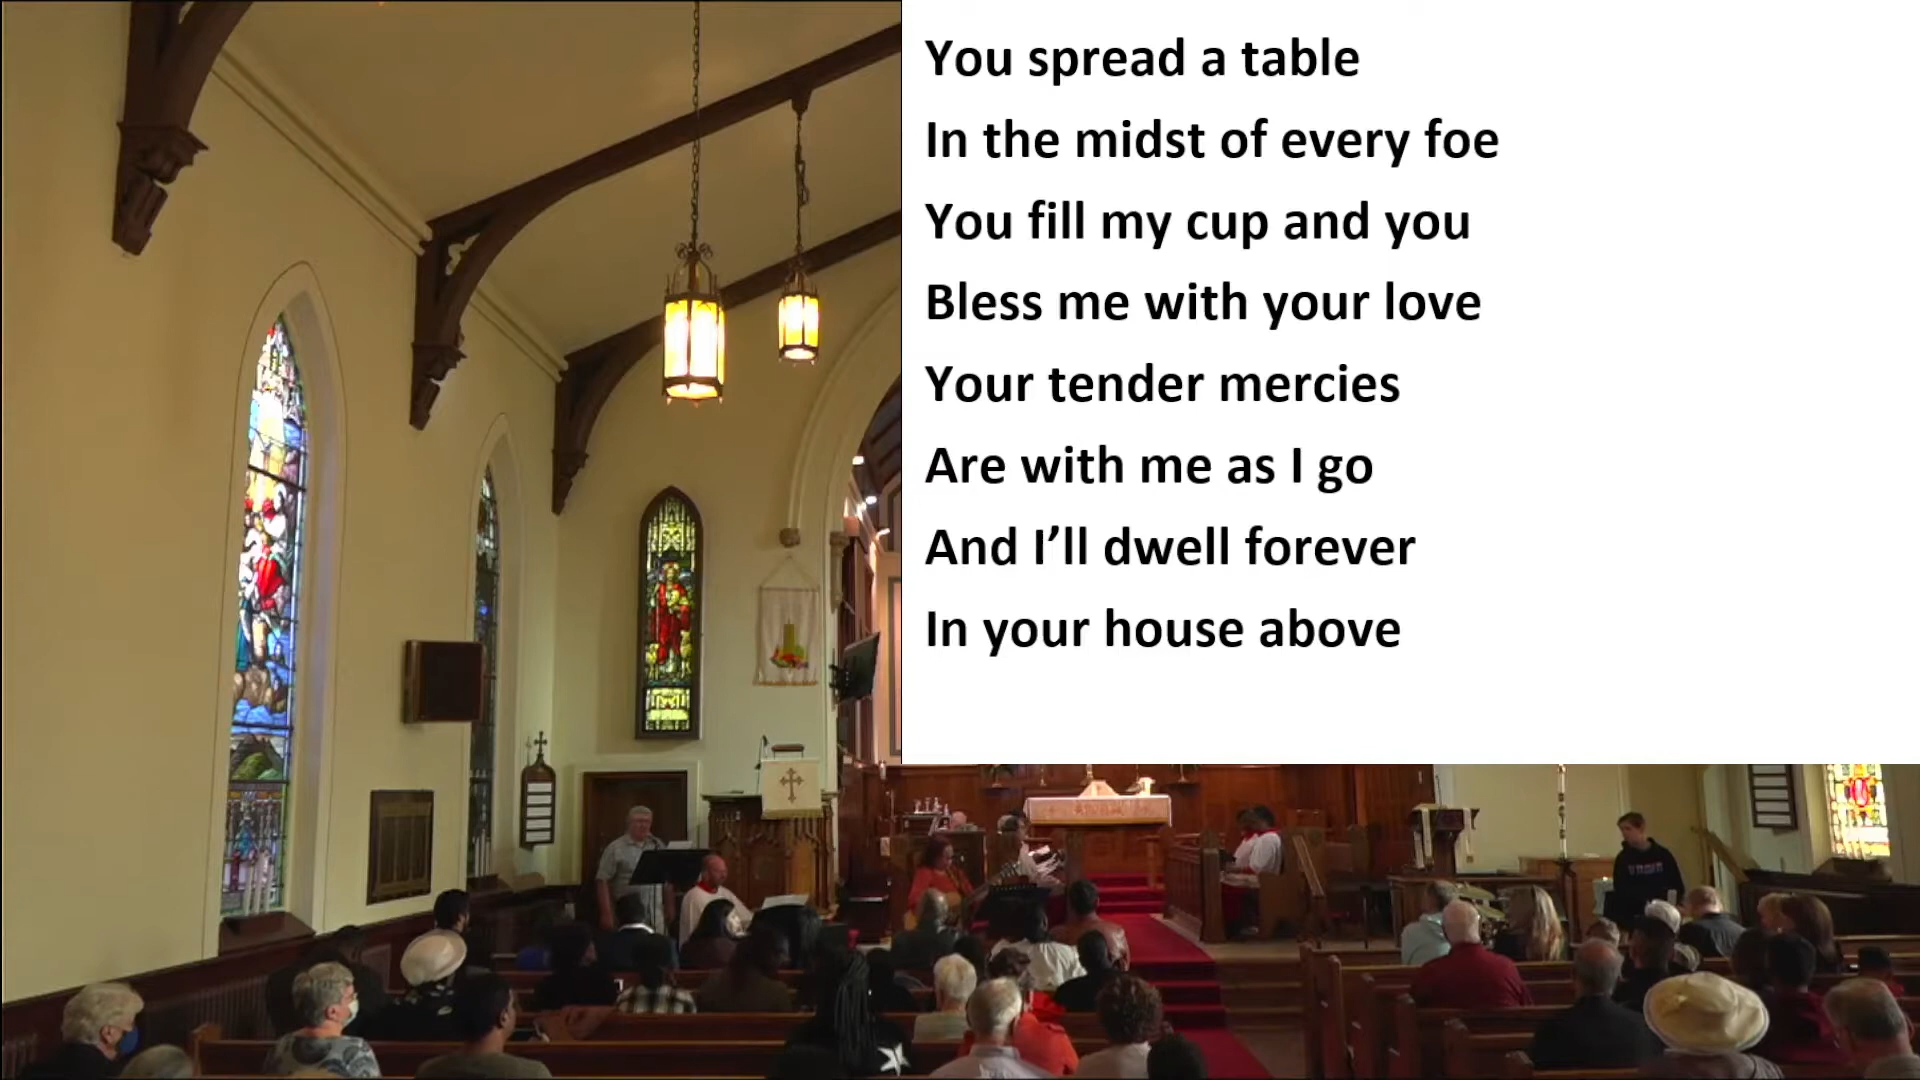 You spread a table
In the midst of every foe
You fill my cup and you
Bless me with your love
Your tender mercies
Are with me as I go
And I’ll dwell forever
In your house above